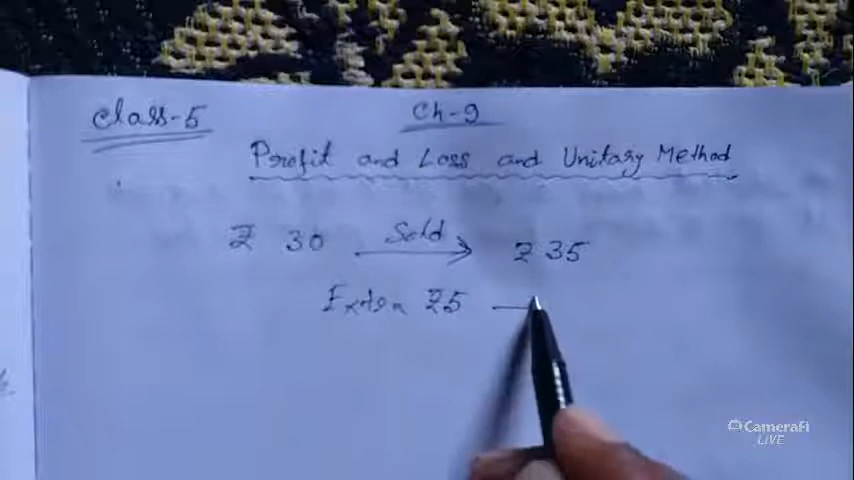 Class-5
Ch-9
Profit and Loss and Unitary Method
₹ 30 Sold ₹ 35
Extra ₹5
CameraFi
LIVE